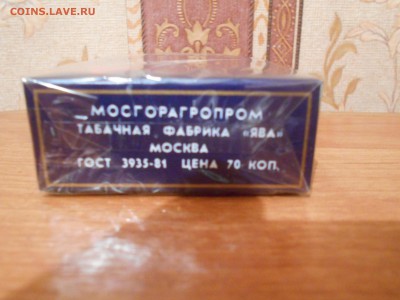 COINS.LAVE.RU
МОСГОРАГРОПРОМ
ТАБАЧНАЯ ФАБРИКА «ЯВА»
МОСКВА
ГОСТ 3935-81 ЦЕНА 70 КОП.